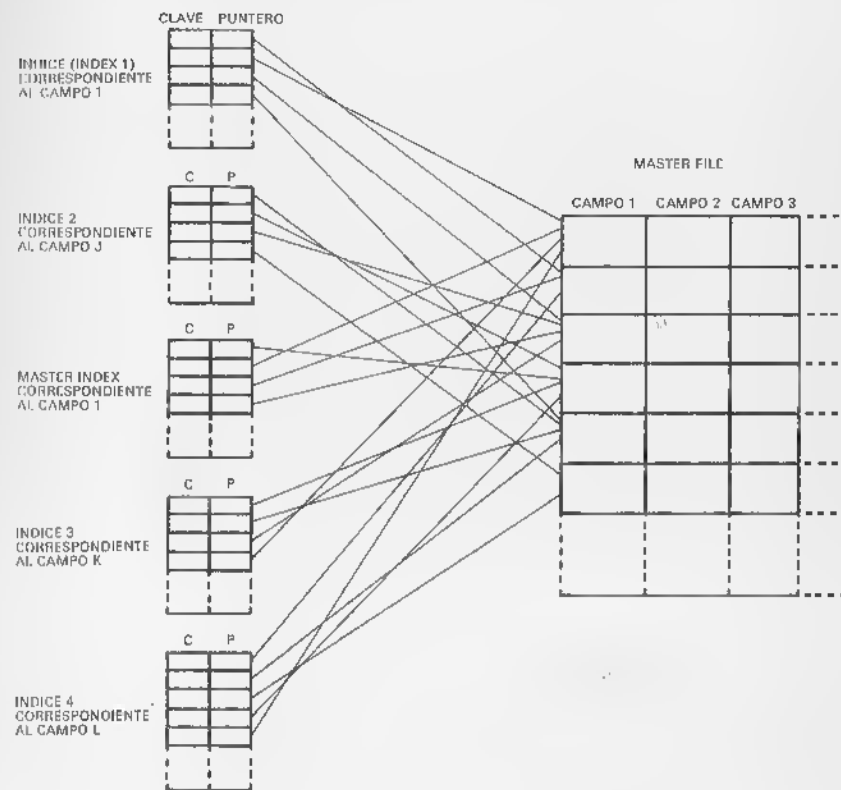 CLAVE PUNTERO
INDICE (INDEX 1)
CORRESPONDIENTE
AL CAMPO 1
C P
INDICE 2
CORRESPONDIENTE
AL CAMPO J
C P
MASTER INDEX
CORRESPONDIENTE
AL CAMPO 1
C P
INDICE 3
CORRESPONDIENTE
AL CAMPO K
C P
INDICE 4
CORRESPONDIENTE
AL CAMPO L
MASTER FILE
CAMPO 1 CAMPO 2 CAMPO 3